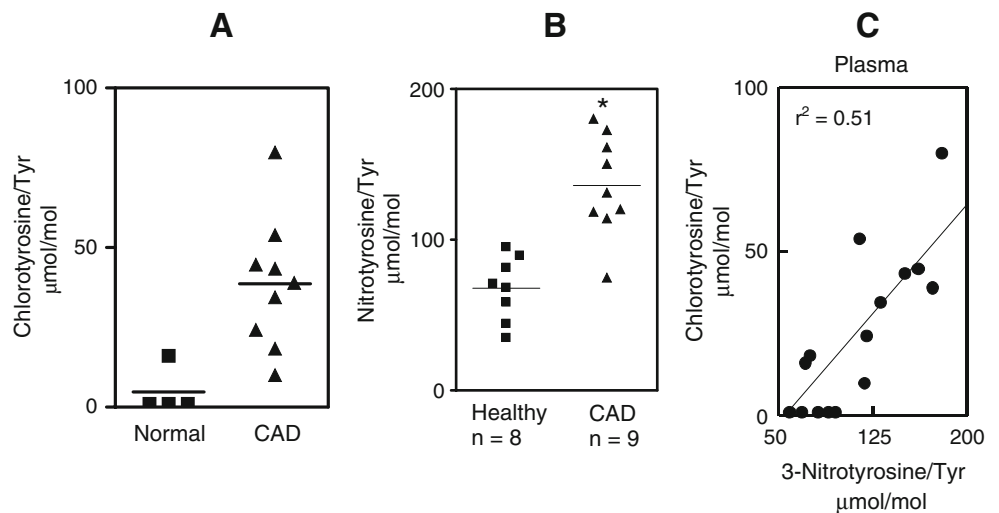 A
Chlorotyrosine/Tyr
μmol/mol
100
50
0
Normal
CAD
B
Nitrotyrosine/Tyr
μmol/mol
200
100
0
*
Healthy
n = 8
CAD
n = 9
C
Plasma
r² = 0.51
Chlorotyrosine/Tyr
μmol/mol
100
50
0
50
125
200
3-Nitrotyrosine/Tyr
μmol/mol